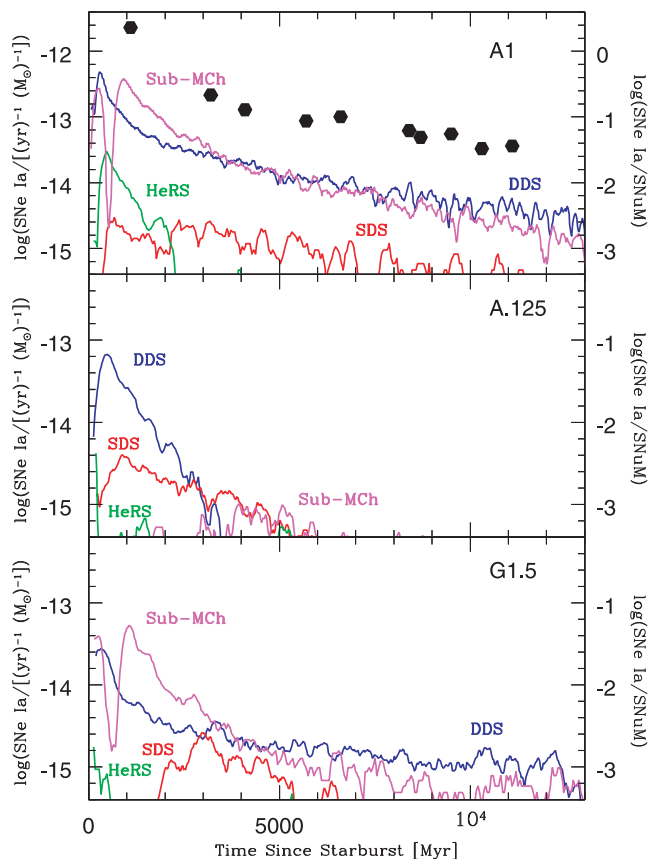 A1
-12
-13
-14
-15
0
-1
-2
-3
log(SNe Ia/[(yr)⁻¹ (M⊙)⁻¹])
log(SNe Ia/SNuM)
Sub-MCh
HeRS
DDS
SDS
A.125
-13
-14
-15
-1
-2
-3
log(SNe Ia/[(yr)⁻¹ (M⊙)⁻¹])
log(SNe Ia/SNuM)
DDS
SDS
HeRS
Sub-MCh
G1.5
-13
-14
-15
-1
-2
-3
log(SNe Ia/[(yr)⁻¹ (M⊙)⁻¹])
log(SNe Ia/SNuM)
Sub-MCh
DDS
SDS
HeRS
0
5000
10⁴
Time Since Starburst [Myr]